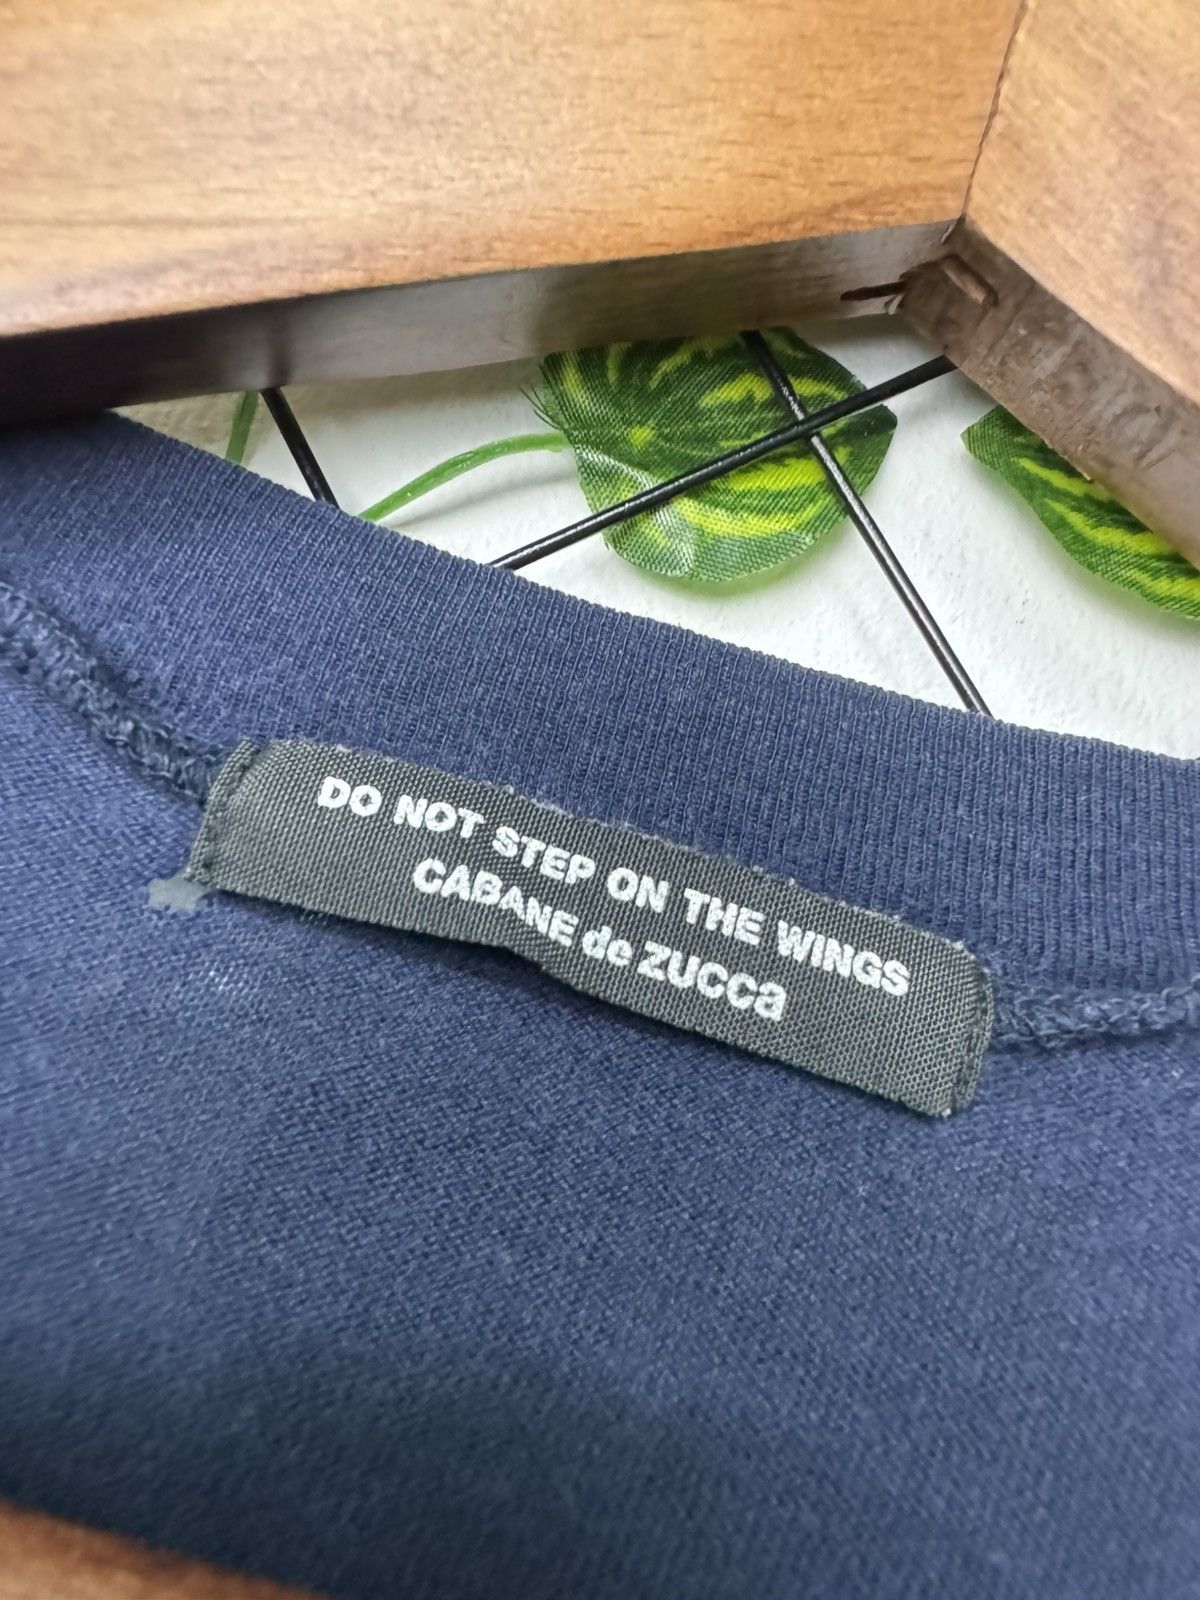 DO NOT STEP ON THE WINGS
CABANE de ZUCCa